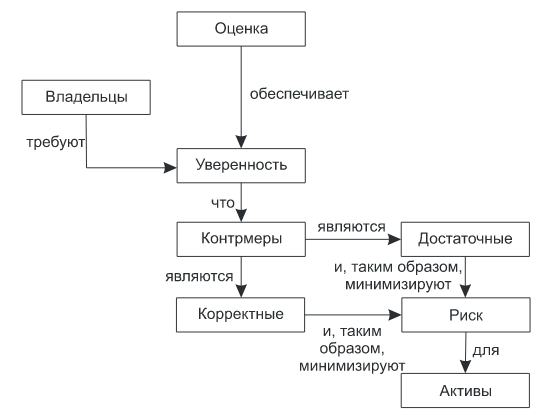 Оценка
обеспечивает
Владельцы
требуют
Уверенность
что
Контрмеры
являются
Достаточные
являются
и, таким образом,
минимизируют
Корректные
и, таким
образом,
минимизируют
Риск
для
Активы